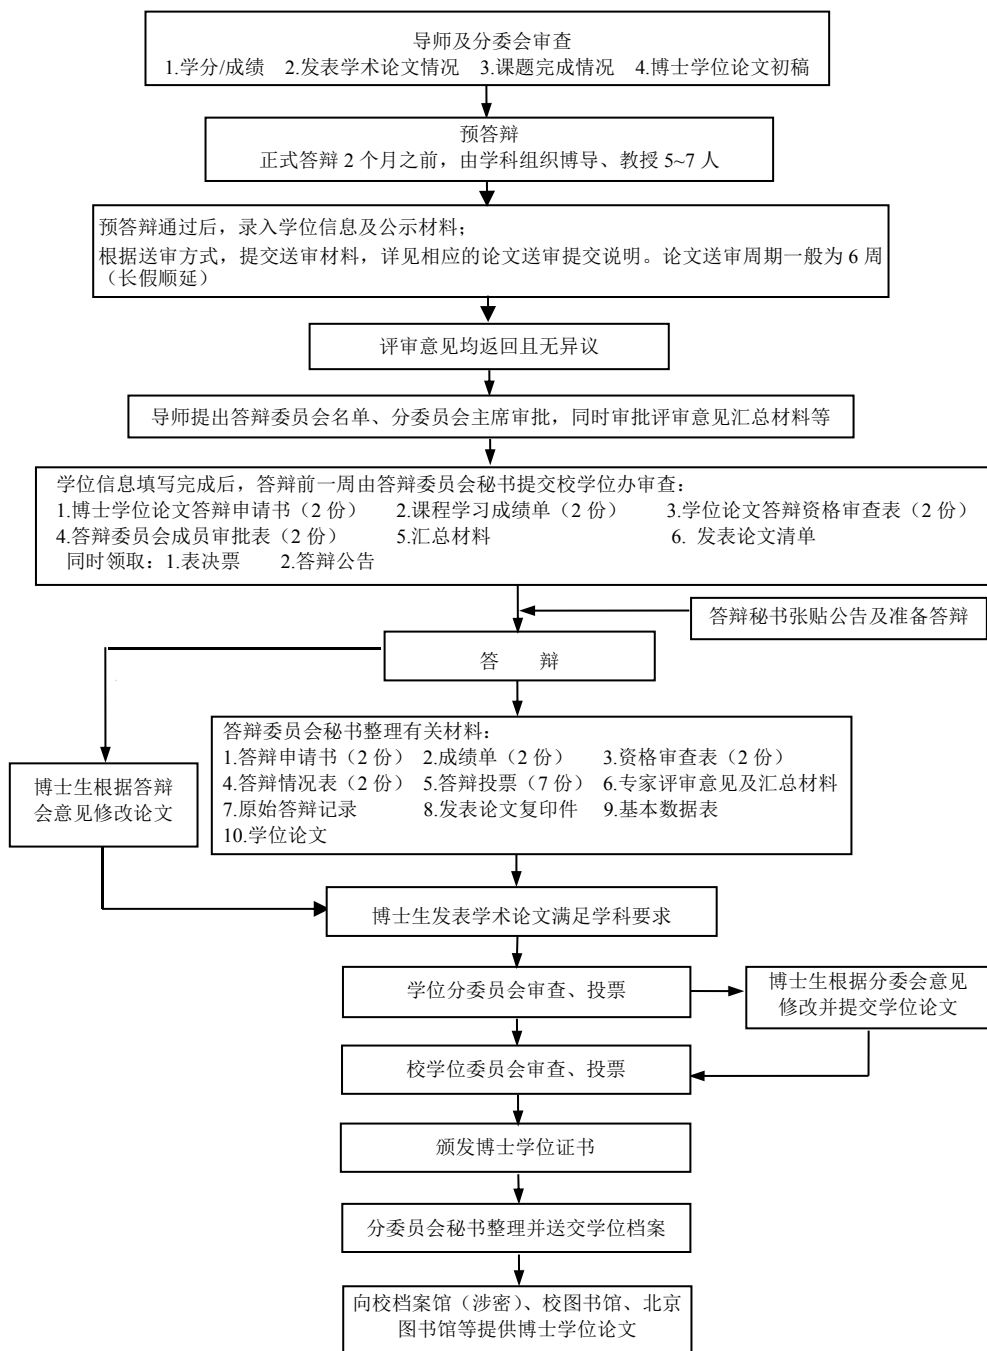 导师及分委会审查
1.学分/成绩 2.发表学术论文情况 3.课题完成情况 4.博士学位论文初稿
预答辩
正式答辩 2 个月之前，由学科组织博导、教授 5~7 人
预答辩通过后，录入学位信息及公示材料；
根据送审方式，提交送审材料，详见相应的论文送审提交说明。论文送审周期一般为 6 周
（长假顺延）
评审意见均返回且无异议
导师提出答辩委员会名单、分委员会主席审批，同时审批评审意见汇总材料等
学位信息填写完成后，答辩前一周由答辩委员会秘书提交校学位办审查：
1.博士学位论文答辩申请书（2 份） 2.课程学习成绩单（2 份） 3.学位论文答辩资格审查表（2 份）
4.答辩委员会成员审批表（2 份） 5.汇总材料 6. 发表论文清单
同时领取：1.表决票 2.答辩公告
答辩秘书张贴公告及准备答辩
答 辩
答辩委员会秘书整理有关材料：
1.答辩申请书（2 份） 2.成绩单（2 份） 3.资格审查表（2 份）
4.答辩情况表（2 份） 5.答辩投票（7 份） 6.专家评审意见及汇总材料
7.原始答辩记录 8.发表论文复印件 9.基本数据表
10.学位论文
博士生根据答辩
会意见修改论文
博士生发表学术论文满足学科要求
学位分委员会审查、投票
博士生根据分委会意见
修改并提交学位论文
校学位委员会审查、投票
颁发博士学位证书
分委员会秘书整理并送交学位档案
向校档案馆（涉密）、校图书馆、北京
图书馆等提供博士学位论文